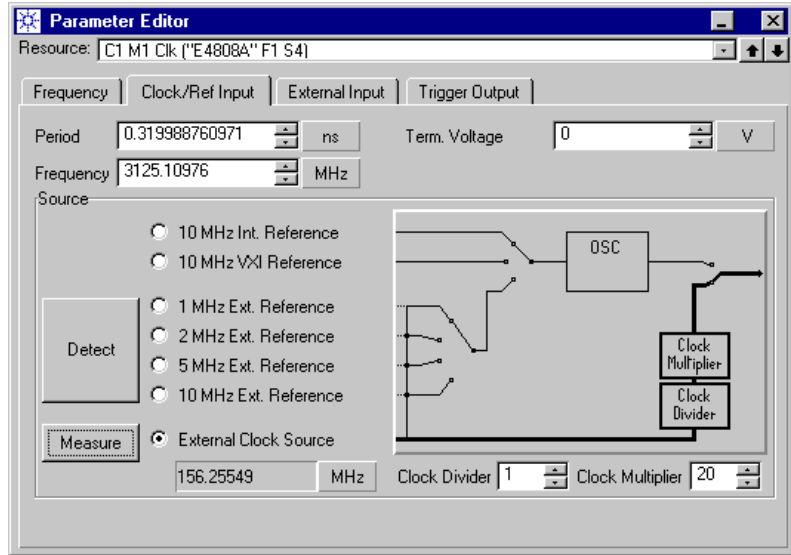 Parameter Editor
Resource: C1 M1 Clk ("E4808A" F1 S4)
Frequency Clock/Ref Input External Input Trigger Output
Period 0.319988760971 ns Term. Voltage 0 V
Frequency 3125.10976 MHz
Source
10 MHz Int. Reference
10 MHz VXI Reference
OSC
1 MHz Ext. Reference
2 MHz Ext. Reference
Detect
5 MHz Ext. Reference
10 MHz Ext. Reference
Clock
Multiplier
Clock
Divider
Measure External Clock Source
156.25549 MHz Clock Divider 1 Clock Multiplier 20